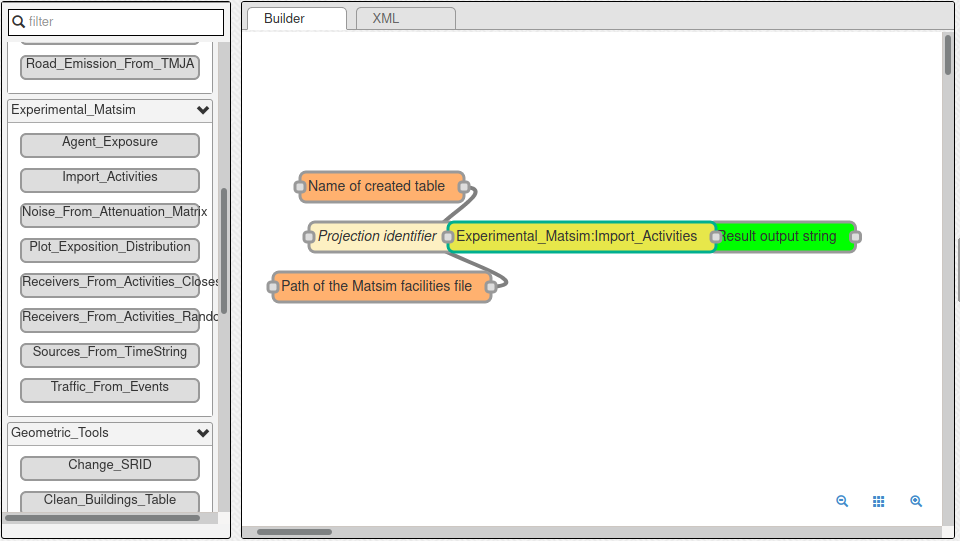 filter
Road_Emission_From_TMJA
Experimental_Matsim
Agent_Exposure
Import_Activities
Noise_From_Attenuation_Matrix
Plot_Exposition_Distribution
Receivers_From_Activities_Closes
Receivers_From_Activities_Rando
Sources_From_TimeString
Traffic_From_Events
Geometric_Tools
Change_SRID
Clean_Buildings_Table
Builder
XML
Name of created table
Projection identifier
Experimental_Matsim:Import_Activities
Result output string
Path of the Matsim facilities file